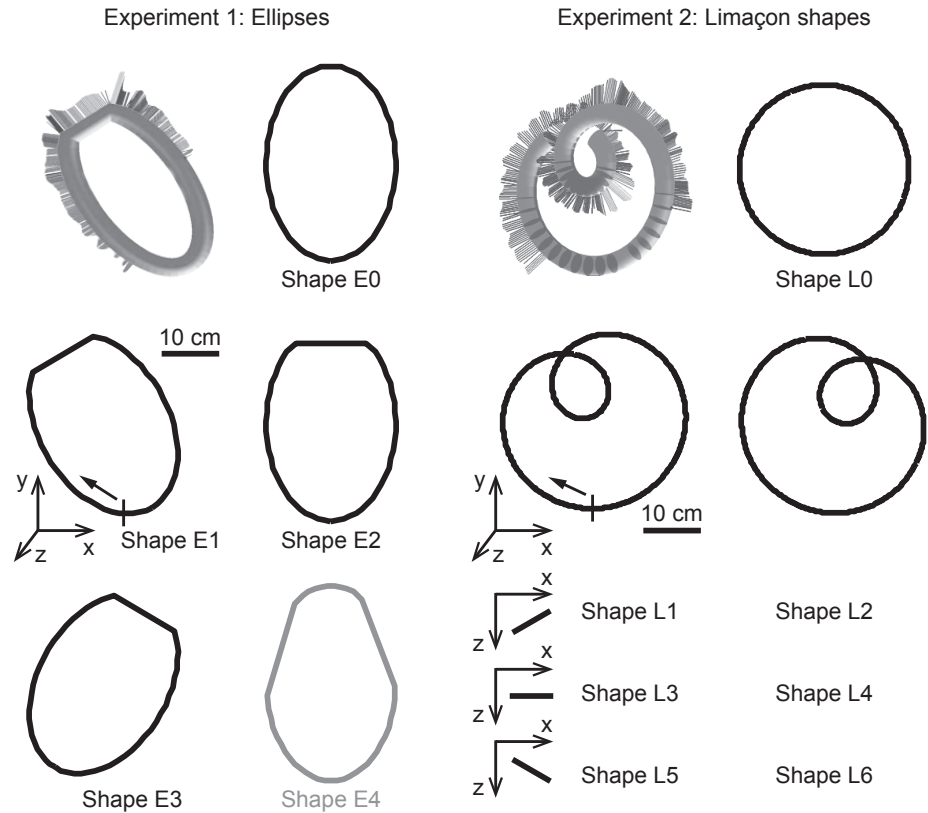 Experiment 1: Ellipses
Experiment 2: Limaçon shapes
Shape E0
Shape L0
10 cm
y
x
z
Shape E1
Shape E2
y
x
z
10 cm
Shape E3
Shape E4
x
z
Shape L1
Shape L2
x
z
Shape L3
Shape L4
x
z
Shape L5
Shape L6